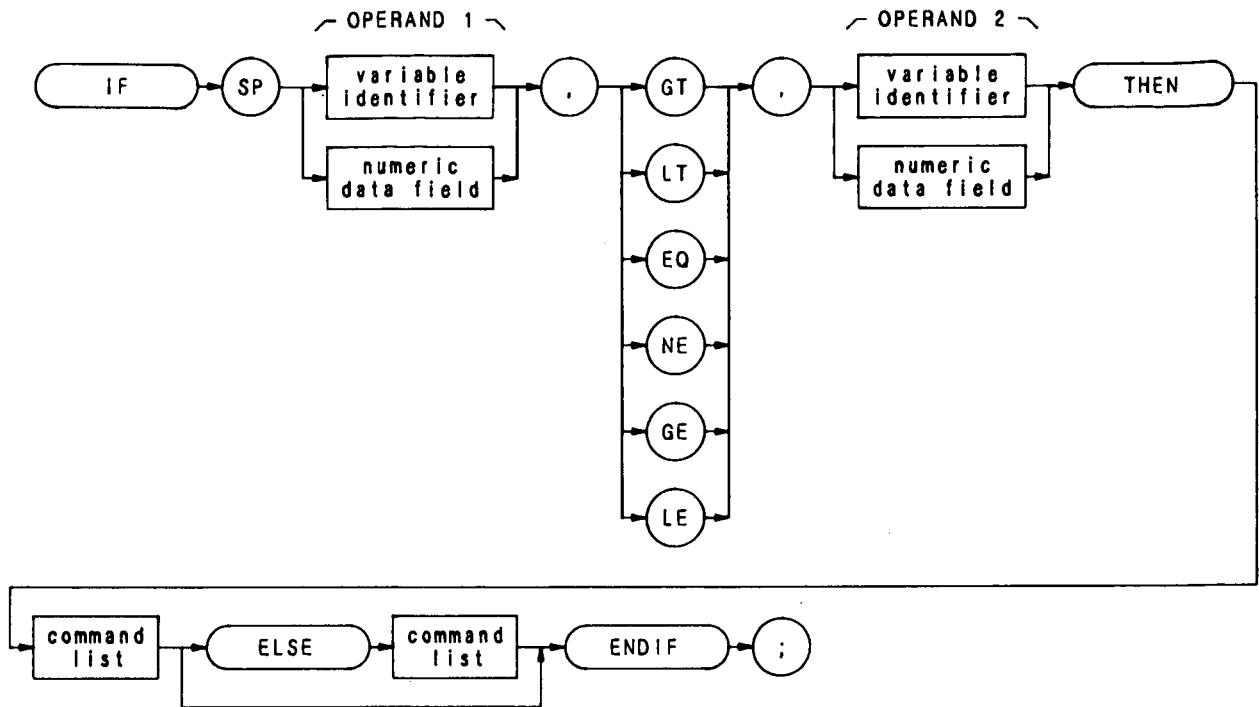 OPERAND 1
OPERAND 2
IF
SP
variable
identifier
numeric
data field
,
GT
LT
EQ
NE
GE
LE
,
variable
identifier
numeric
data field
THEN
command
list
ELSE
command
list
ENDIF
;